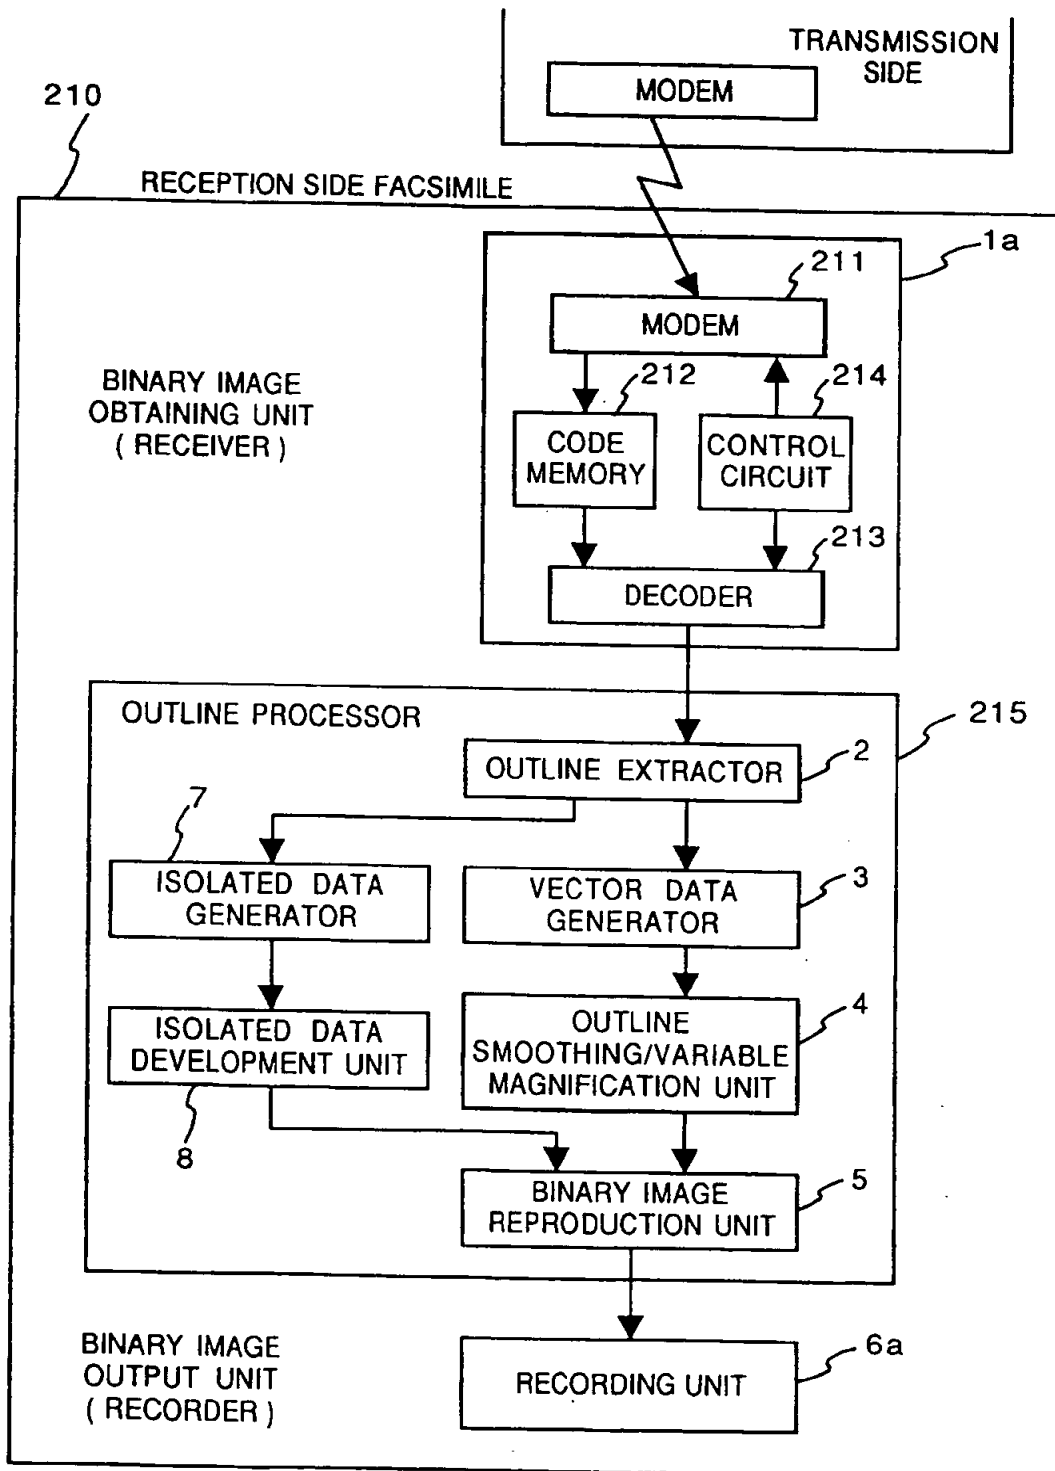 TRANSMISSION
SIDE
MODEM
210
RECEPTION SIDE FACSIMILE
1a
211
MODEM
BINARY IMAGE
OBTAINING UNIT
( RECEIVER )
212
214
CODE
MEMORY
CONTROL
CIRCUIT
213
DECODER
OUTLINE PROCESSOR
215
2
OUTLINE EXTRACTOR
7
ISOLATED DATA
GENERATOR
3
VECTOR DATA
GENERATOR
ISOLATED DATA
DEVELOPMENT UNIT
8
4
OUTLINE
SMOOTHING/VARIABLE
MAGNIFICATION UNIT
5
BINARY IMAGE
REPRODUCTION UNIT
BINARY IMAGE
OUTPUT UNIT
( RECORDER )
6a
RECORDING UNIT